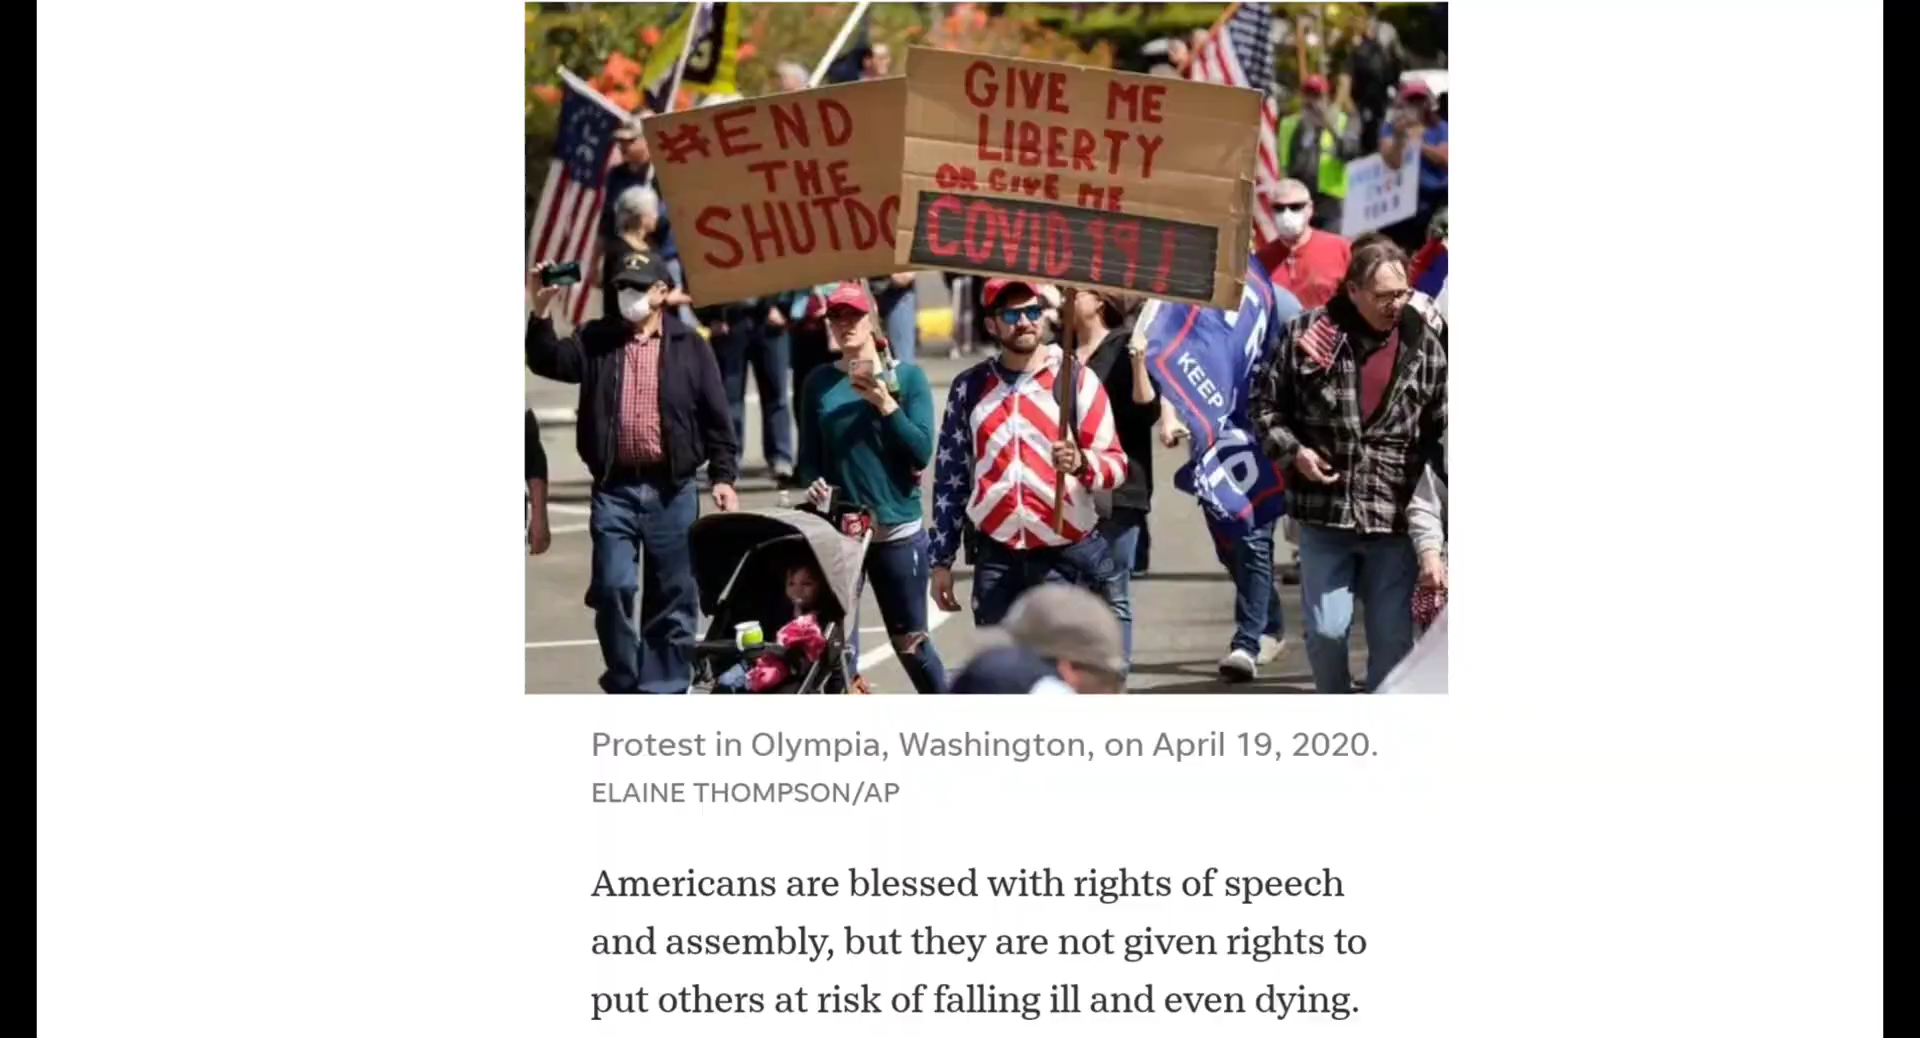 #END
THE
SHUTDO
GIVE ME
LIBERTY
OR GIVE ME
COVID 19!
KEEP
Protest in Olympia, Washington, on April 19, 2020.
ELAINE THOMPSON/AP
Americans are blessed with rights of speech
and assembly, but they are not given rights to
put others at risk of falling ill and even dying.